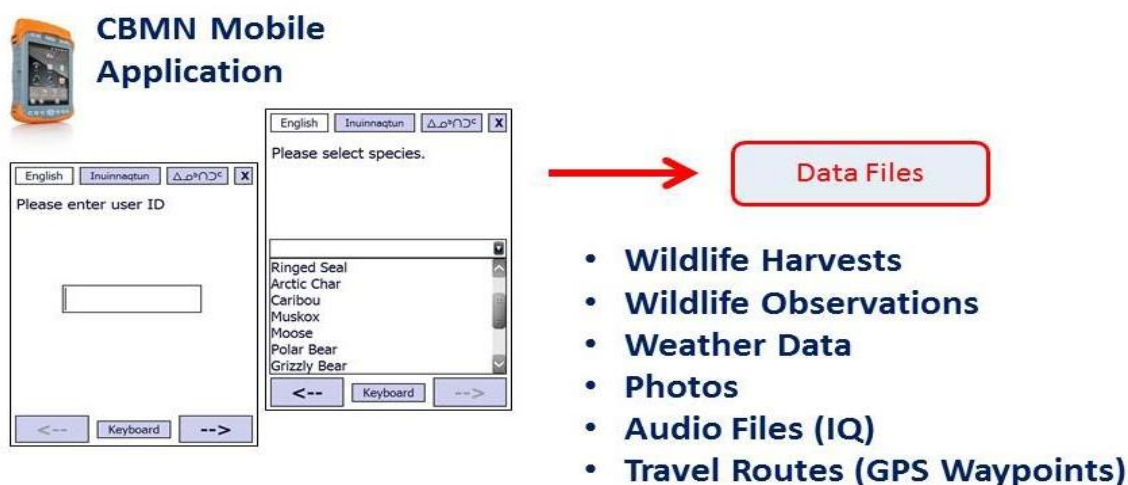 CBMN Mobile
Application
English Inuinnaqtun ᐃᓄᒃᑎᑐᑦ X
Please enter user ID
<-- Keyboard -->
English Inuinnaqtun ᐃᓄᒃᑎᑐᑦ X
Please select species.
Ringed Seal
Arctic Char
Caribou
Muskox
Moose
Polar Bear
Grizzly Bear
<-- Keyboard -->
Data Files
• Wildlife Harvests
• Wildlife Observations
• Weather Data
• Photos
• Audio Files (IQ)
• Travel Routes (GPS Waypoints)